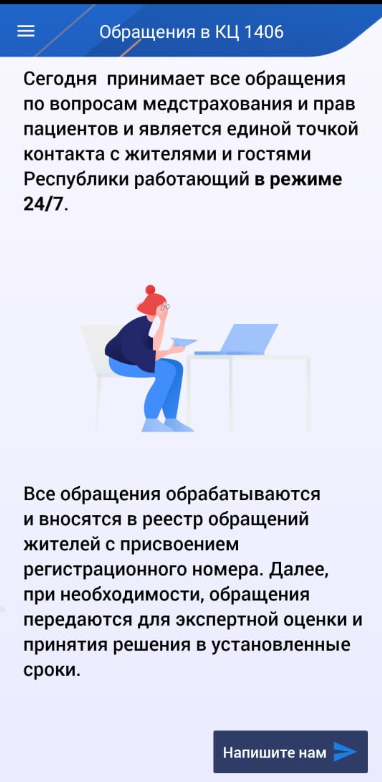 Обращения в КЦ 1406
Сегодня принимает все обращения
по вопросам медстрахования и прав
пациентов и является единой точкой
контакта с жителями и гостями
Республики работающий в режиме
24/7.
Все обращения обрабатываются
и вносятся в реестр обращений
жителей с присвоением
регистрационного номера. Далее,
при необходимости, обращения
передаются для экспертной оценки и
принятия решения в установленные
сроки.
Напишите нам